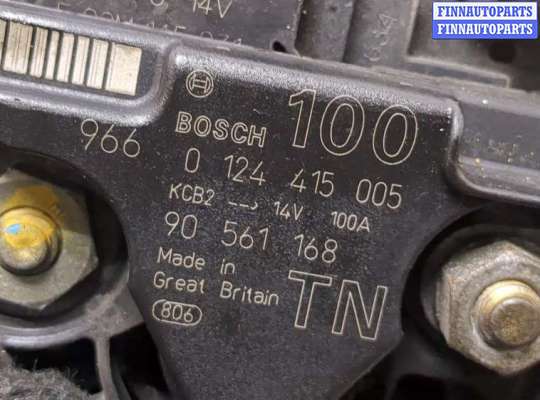 FINNAUTOPARTS
FINNAUTOPARTS
14V
100
BOSCH
966
0 124 415 005
KCB2 14V 100A
90 561 168
Made in
Great Britain
TN
806